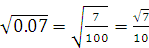 √0.07 = √(7/100) = √7/10